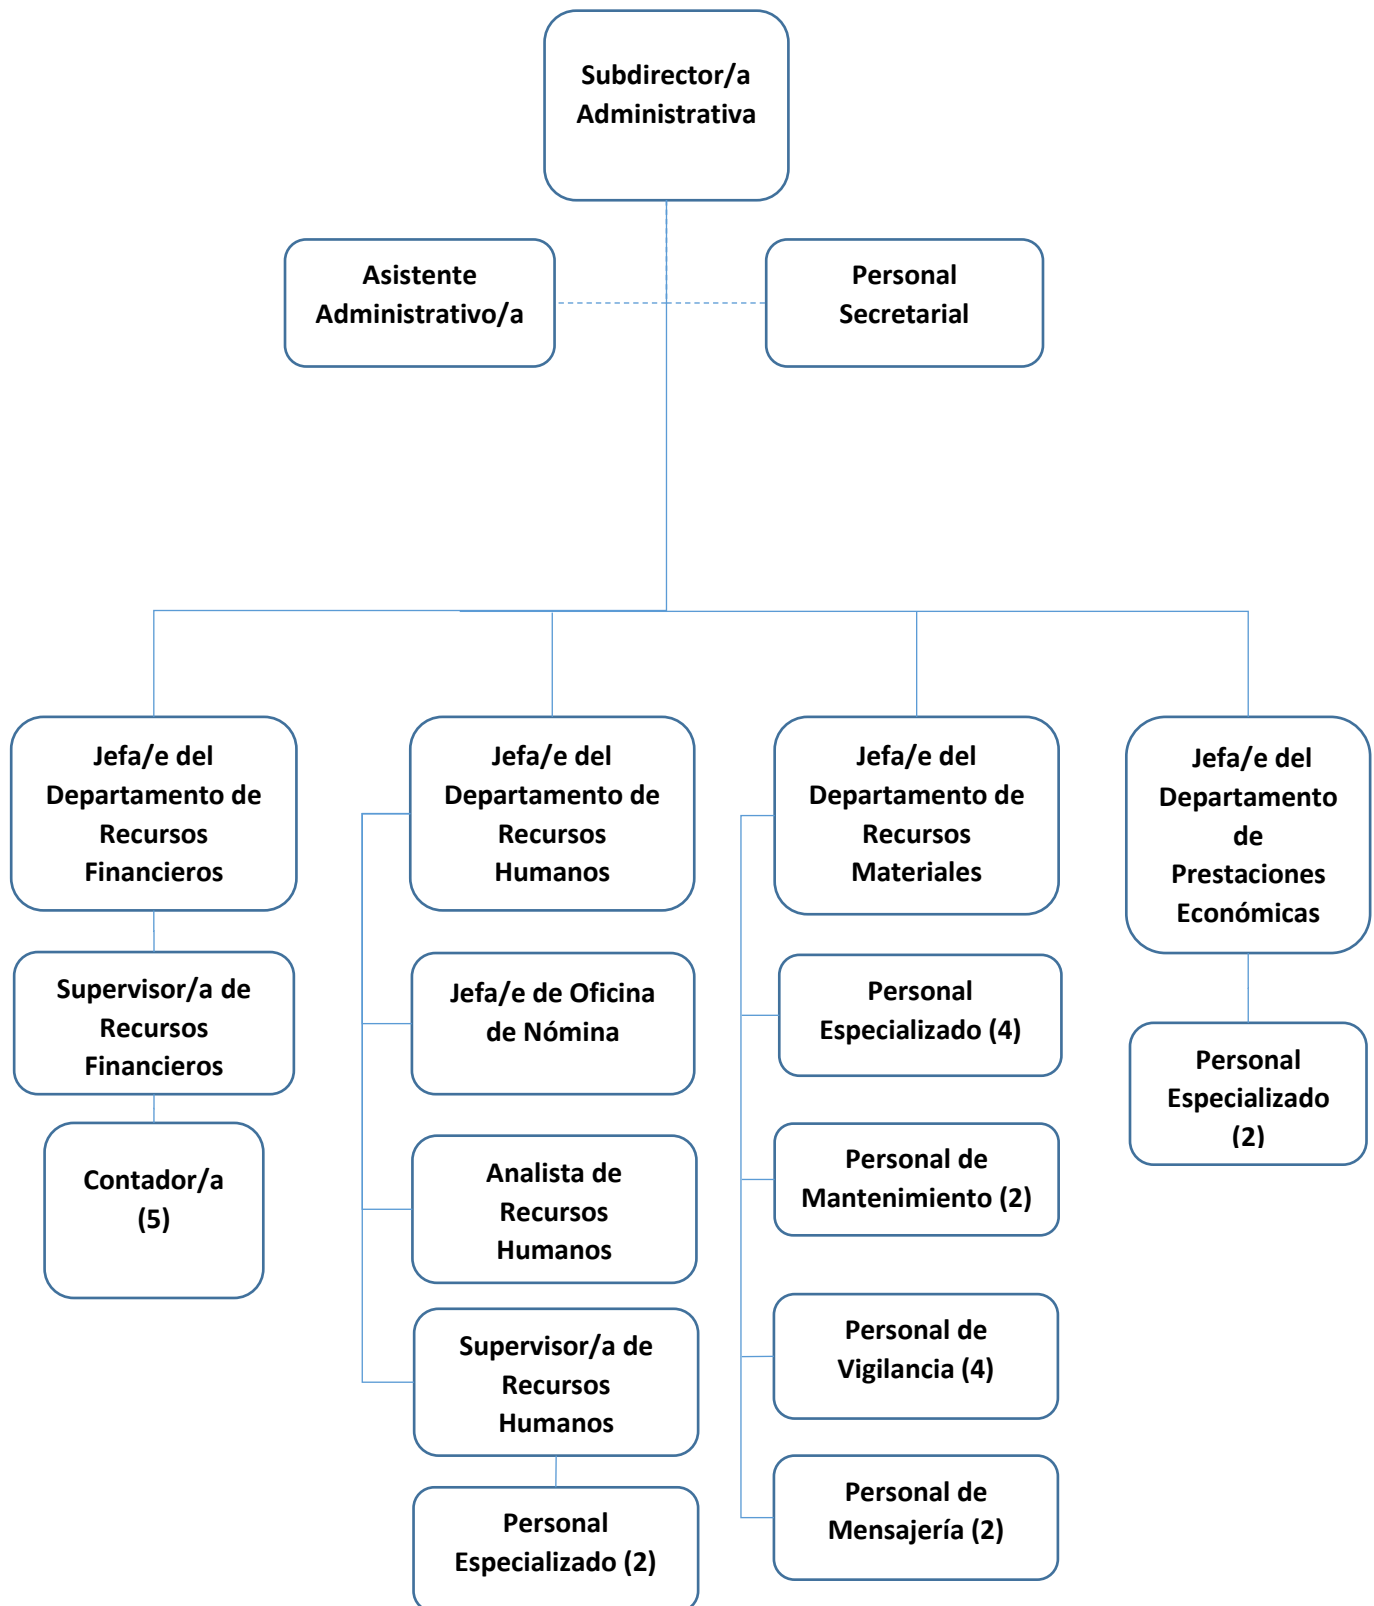 Subdirector/a
Administrativa
Asistente
Administrativo/a
Personal
Secretarial
Jefa/e del
Departamento de
Recursos
Financieros
Supervisor/a de
Recursos
Financieros
Contador/a
(5)
Jefa/e del
Departamento de
Recursos
Humanos
Jefa/e de Oficina
de Nómina
Analista de
Recursos
Humanos
Supervisor/a de
Recursos
Humanos
Personal
Especializado (2)
Jefa/e del
Departamento de
Recursos
Materiales
Personal
Especializado (4)
Personal de
Mantenimiento (2)
Personal de
Vigilancia (4)
Personal de
Mensajería (2)
Jefa/e del
Departamento
de
Prestaciones
Económicas
Personal
Especializado
(2)